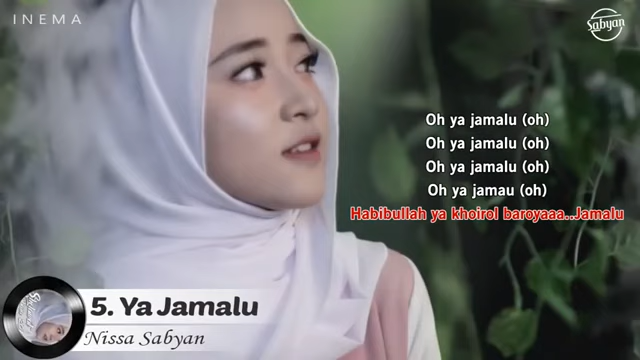 INEMA
Sabyan
Oh ya jamalu (oh)
Oh ya jamalu (oh)
Oh ya jamalu (oh)
Oh ya jamau (oh)
Habibullah ya khoirol baroyaaa..Jamalu
5. Ya Jamalu
Nissa Sabyan